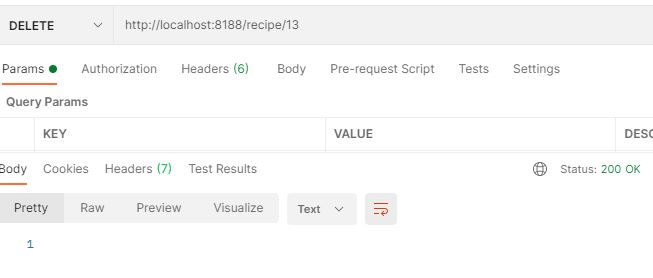 DELETE http://localhost:8188/recipe/13
Params Authorization Headers (6) Body Pre-request Script Tests Settings
Query Params
KEY VALUE DESC
Body Cookies Headers (7) Test Results Status: 200 OK
Pretty Raw Preview Visualize Text
1